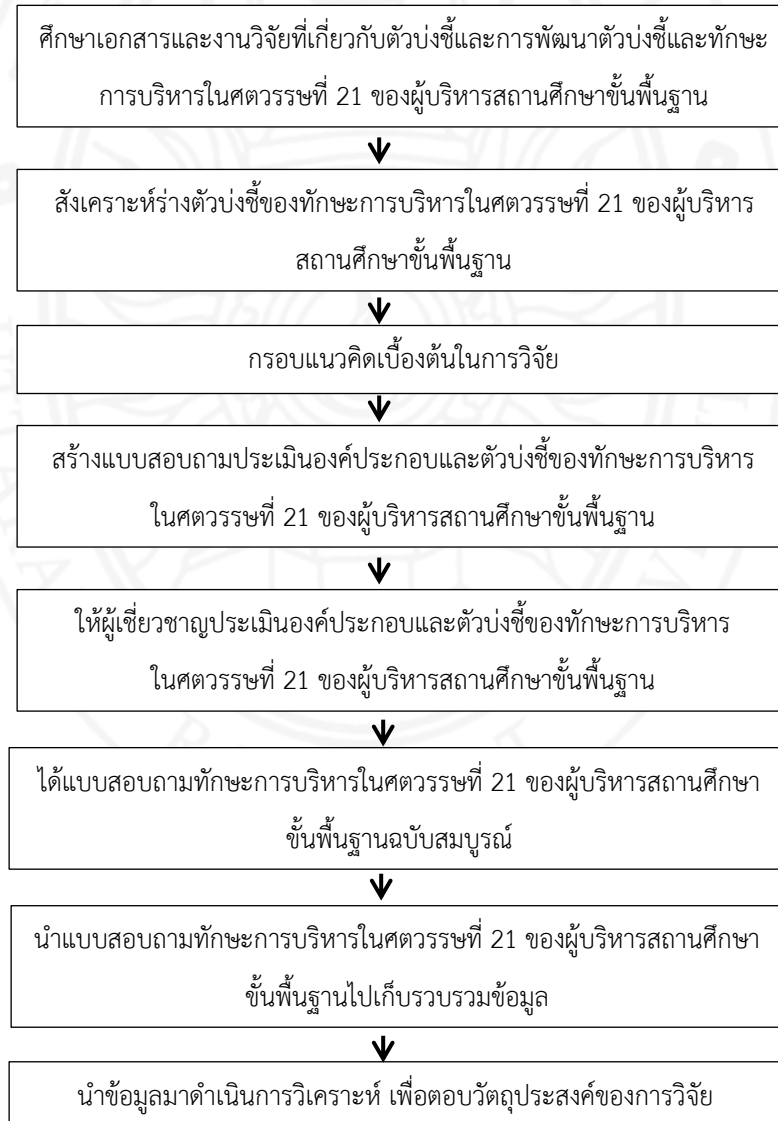 ศึกษาเอกสารและงานวิจัยที่เกี่ยวกับตัวบ่งชี้และการพัฒนาตัวบ่งชี้และทักษะ
การบริหารในศตวรรษที่ 21 ของผู้บริหารสถานศึกษาขั้นพื้นฐาน
สังเคราะห์ร่างตัวบ่งชี้ของทักษะการบริหารในศตวรรษที่ 21 ของผู้บริหาร
สถานศึกษาขั้นพื้นฐาน
กรอบแนวคิดเบื้องต้นในการวิจัย
สร้างแบบสอบถามประเมินองค์ประกอบและตัวบ่งชี้ของทักษะการบริหาร
ในศตวรรษที่ 21 ของผู้บริหารสถานศึกษาขั้นพื้นฐาน
ให้ผู้เชี่ยวชาญประเมินองค์ประกอบและตัวบ่งชี้ของทักษะการบริหาร
ในศตวรรษที่ 21 ของผู้บริหารสถานศึกษาขั้นพื้นฐาน
ได้แบบสอบถามทักษะการบริหารในศตวรรษที่ 21 ของผู้บริหารสถานศึกษา
ขั้นพื้นฐานฉบับสมบูรณ์
นำแบบสอบถามทักษะการบริหารในศตวรรษที่ 21 ของผู้บริหารสถานศึกษา
ขั้นพื้นฐานไปเก็บรวบรวมข้อมูล
นำข้อมูลมาดำเนินการวิเคราะห์ เพื่อตอบวัตถุประสงค์ของการวิจัย